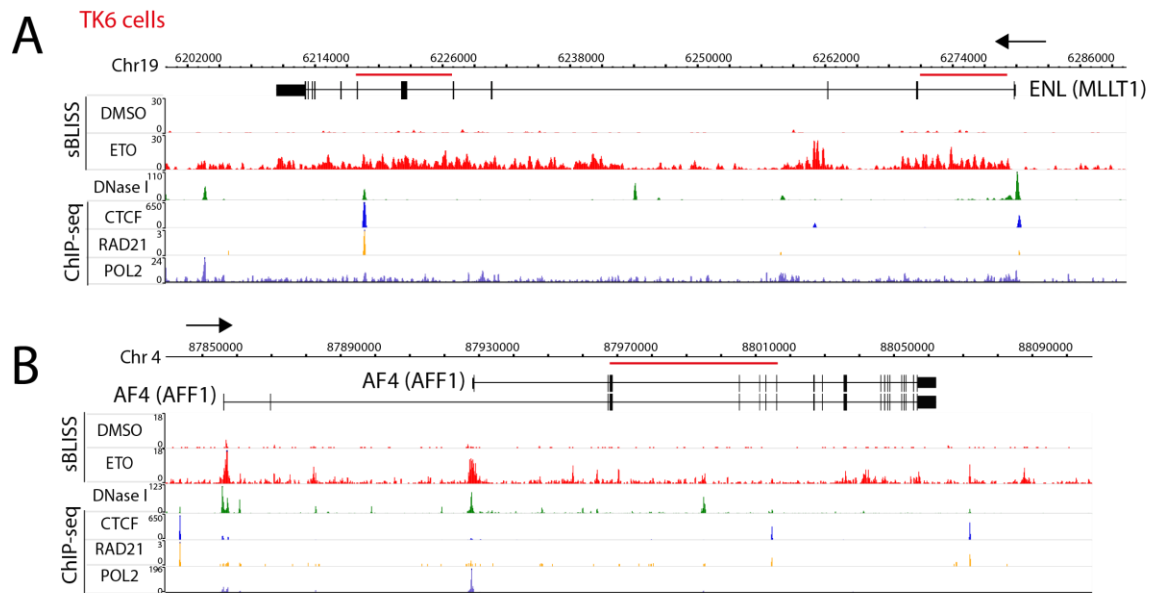 TK6 cells
A
Chr19 6202000 6214000 6226000 6238000 6250000 6262000 6274000 6286000
ENL (MLLT1)
sBLISS
DMSO 30 0
ETO 30 0
DNase I 110 0
ChIP-seq
CTCF 650 0
RAD21 3 0
POL2 24 0
B
Chr 4 87850000 87890000 87930000 87970000 88010000 88050000 88090000
AF4 (AFF1)
AF4 (AFF1)
sBLISS
DMSO 18 0
ETO 18 0
DNase I 123 0
ChIP-seq
CTCF 650 0
RAD21 3 0
POL2 196 0